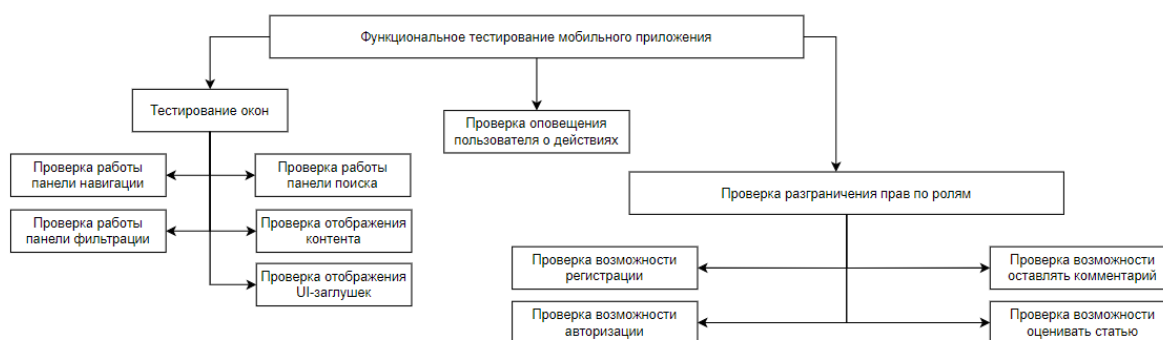 Функциональное тестирование мобильного приложения
Тестирование окон
Проверка оповещения
пользователя о действиях
Проверка работы
панели навигации
Проверка работы
панели поиска
Проверка разграничения прав по ролям
Проверка работы
панели фильтрации
Проверка отображения
контента
Проверка отображения
UI-заглушек
Проверка возможности
регистрации
Проверка возможности
оставлять комментарий
Проверка возможности
авторизации
Проверка возможности
оценивать статью